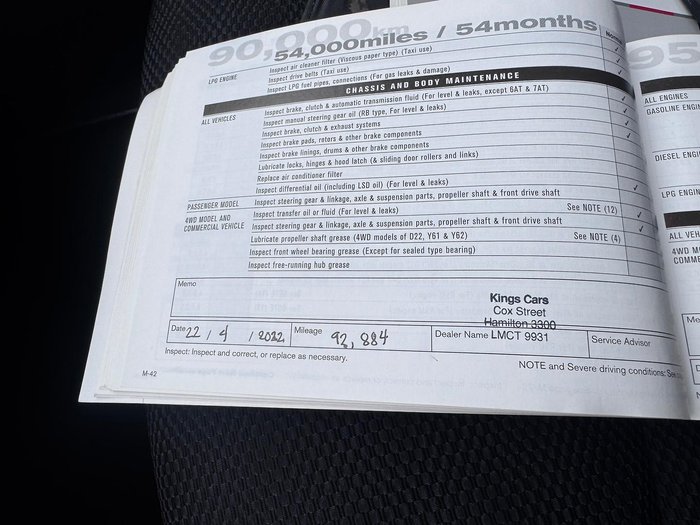 90,000km
54,000miles / 54months
Inspect air cleaner filter (Viscous paper type) (Taxi use)
LPG ENGINE
Inspect drive belts (Taxi use)
Inspect LPG fuel pipes, connections (For gas leaks & damage)
CHASSIS AND BODY MAINTENANCE
ALL VEHICLES
Inspect brake, clutch & automatic transmission fluid (For level & leaks, except 6AT & 7AT)
Inspect manual steering gear oil (RB type, For level & leaks)
Inspect brake, clutch & exhaust systems
Inspect brake pads, rotors & other brake components
Inspect brake linings, drums & other brake components
Lubricate locks, hinges & hood latch (& sliding door rollers and links)
Replace air conditioner filter
Inspect differential oil (including LSD oil) (For level & leaks)
PASSENGER MODEL
Inspect steering gear & linkage, axle & suspension parts, propeller shaft & front drive shaft
4WD MODEL AND COMMERCIAL VEHICLE
Inspect transfer oil or fluid (For level & leaks) See NOTE (12)
Inspect steering gear & linkage, axle & suspension parts, propeller shaft & front drive shaft
Lubricate propeller shaft grease (4WD models of D22, Y61 & Y62) See NOTE (4)
Inspect front wheel bearing grease (Except for sealed type bearing)
Inspect free-running hub grease
Memo
Kings Cars
Cox Street
Hamilton 3300
Date 22 / 4 / 2022 Mileage 92,884 Dealer Name LMCT 9931 Service Advisor
Inspect: Inspect and correct, or replace as necessary.
NOTE and Severe driving conditions: See
M-42
95
ALL ENGINES
GASOLINE ENGIN
DIESEL ENGI
LPG ENGIN
ALL VEH
4WD M
COMME
Me